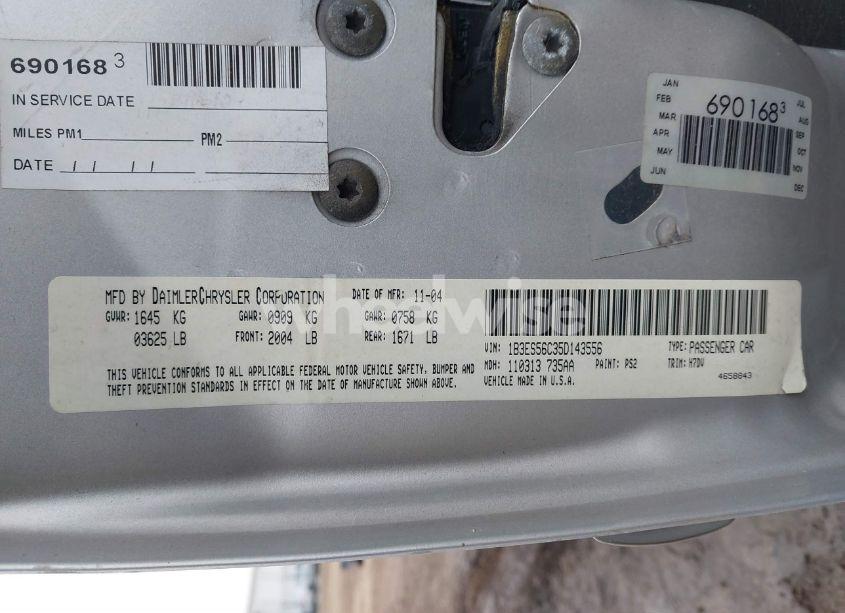 690168 3
IN SERVICE DATE
MILES PM1 PM2
DATE / / / /
JAN
FEB
MAR
APR
MAY
JUN
690168 3
JUL
AUG
SEP
OCT
NOV
DEC
MFD BY DAIMLERCHRYSLER CORPORATION DATE OF MFR: 11-04
GVWR: 1645 KG GAWR: 0909 KG GAWR: 0758 KG
03625 LB FRONT: 2004 LB REAR: 1671 LB
THIS VEHICLE CONFORMS TO ALL APPLICABLE FEDERAL MOTOR VEHICLE SAFETY, BUMPER AND
THEFT PREVENTION STANDARDS IN EFFECT ON THE DATE OF MANUFACTURE SHOWN ABOVE.
VIN: 1B3ES56C35D143556 TYPE: PASSENGER CAR
MDH: 110313 735AA PAINT: PS2 TRIM: H7DV
VEHICLE MADE IN U.S.A. 4658843
wheelwise